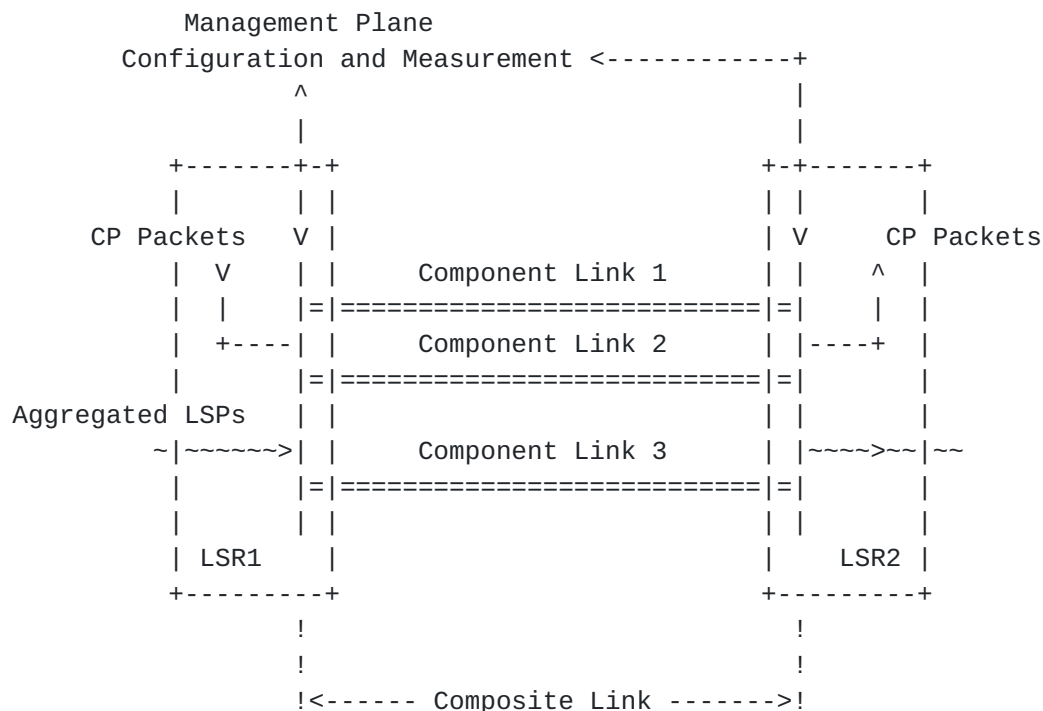 Management Plane
Configuration and Measurement <------------+
^ |
| |
+-------+-+ +-+-------+
| | | | | |
CP Packets V | | V CP Packets
| V | | Component Link 1 | | ^ |
| | |=|===========================|=| | |
| +----| | Component Link 2 | |----+ |
| |=|===========================|=| |
Aggregated LSPs | | | | |
~|~~~~~~>| | Component Link 3 | |~~~~>~~|~~
| |=|===========================|=| |
| | | | | |
| LSR1 | | LSR2 |
+---------+ +---------+
! !
! !
!<------ Composite Link ------->!